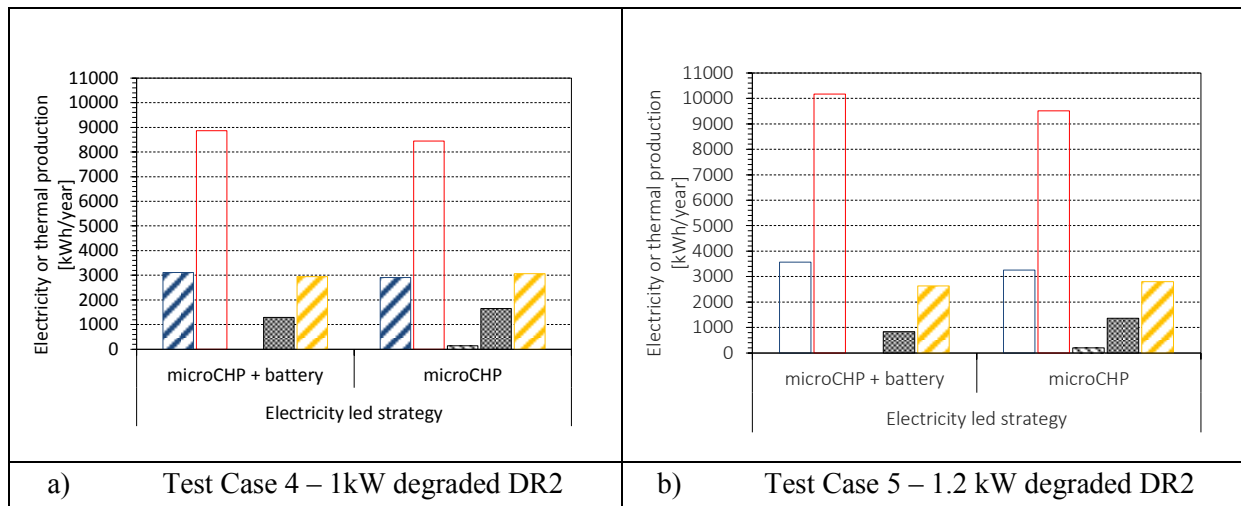 Electricity or thermal production
[kWh/year]
11000
10000
9000
8000
7000
6000
5000
4000
3000
2000
1000
0
microCHP + battery
microCHP
Electricity led strategy
Electricity or thermal production
[kWh/year]
11000
10000
9000
8000
7000
6000
5000
4000
3000
2000
1000
0
microCHP + battery
microCHP
Electricity led strategy
a) Test Case 4 – 1kW degraded DR2
b) Test Case 5 – 1.2 kW degraded DR2